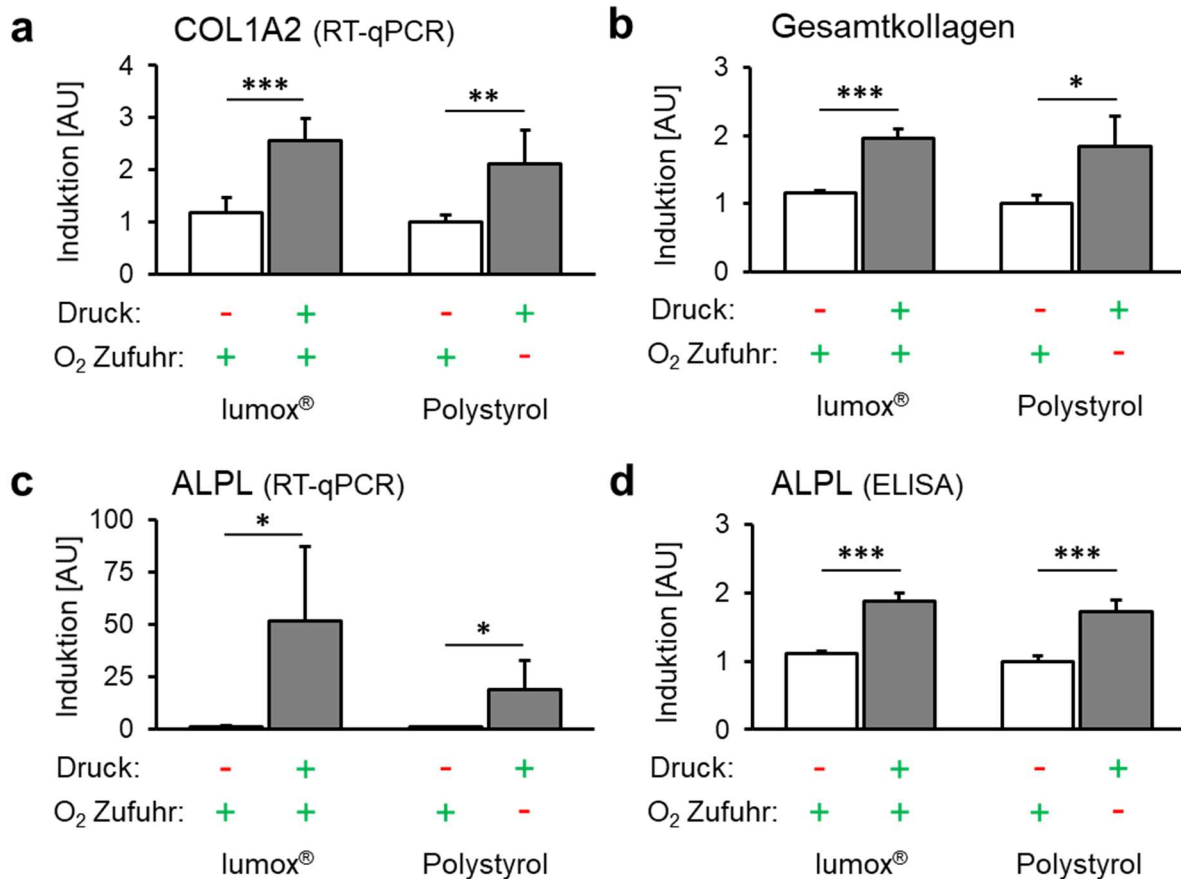 a COL1A2 (RT-qPCR)
Induktion [AU]
4
3
2
1
0
*** **
Druck: - + - +
O₂ Zufuhr: + + + -
lumox® Polystyrol
b Gesamtkollagen
Induktion [AU]
3
2
1
0
*** *
Druck: - + - +
O₂ Zufuhr: + + + -
lumox® Polystyrol
c ALPL (RT-qPCR)
Induktion [AU]
100
75
50
25
0
* *
Druck: - + - +
O₂ Zufuhr: + + + -
lumox® Polystyrol
d ALPL (ELISA)
Induktion [AU]
3
2
1
0
*** ***
Druck: - + - +
O₂ Zufuhr: + + + -
lumox® Polystyrol